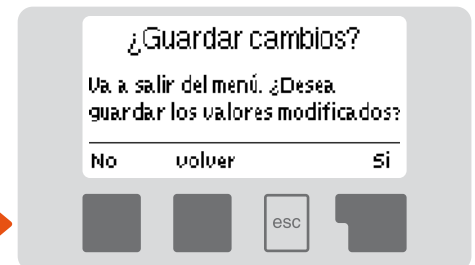 ¿Guardar cambios?
Va a salir del menú. ¿Desea
guardar los valores modificados?
No volver Si
esc